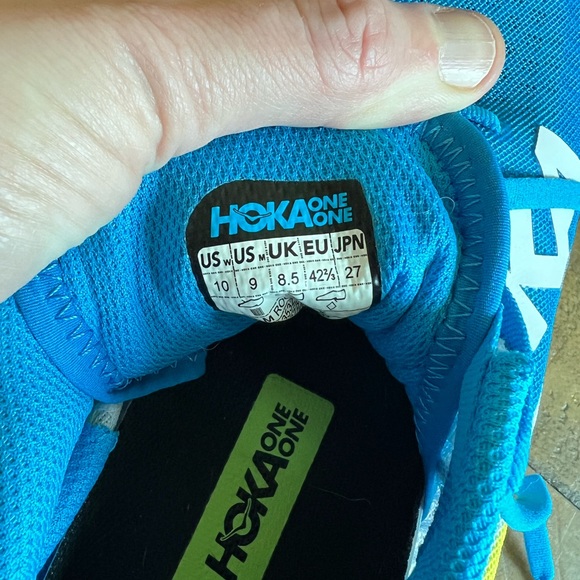 HOKA ONE ONE
US W US M UK EU JPN
10 9 8.5 42⅔ 27
HOKA ONE ONE